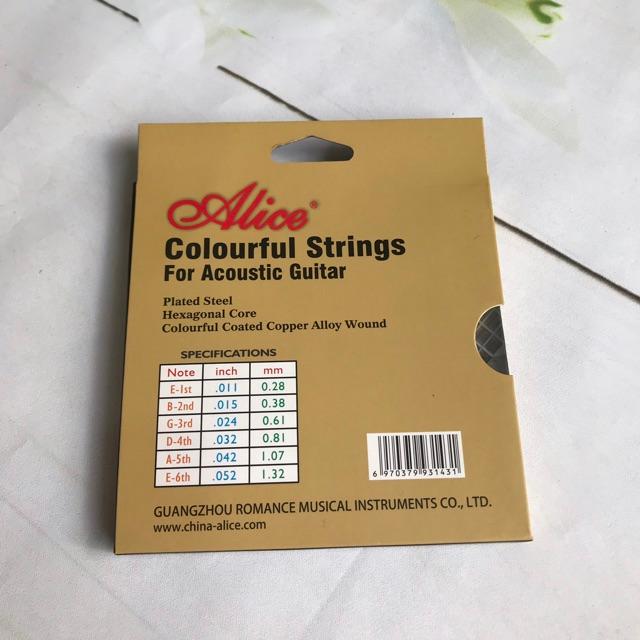 Alice®
Colourful Strings
For Acoustic Guitar
Plated Steel
Hexagonal Core
Colourful Coated Copper Alloy Wound
SPECIFICATIONS
Note inch mm
E-1st .011 0.28
B-2nd .015 0.38
G-3rd .024 0.61
D-4th .032 0.81
A-5th .042 1.07
E-6th .052 1.32
6 970379 931431
GUANGZHOU ROMANCE MUSICAL INSTRUMENTS CO., LTD.
www.china-alice.com